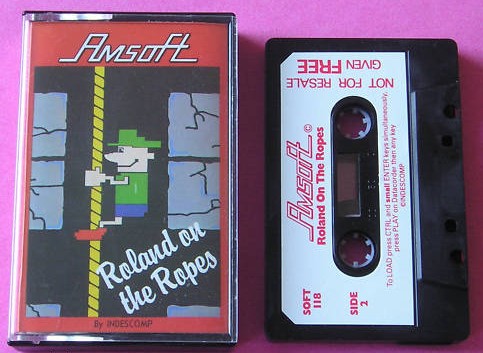 Amsoft
Roland on
the Ropes
By INDESCOMP
NOT FOR RESALE
GIVEN FREE
Amsoft ©
Roland On The Ropes
SOFT
118
SIDE
2
To LOAD press CTRL and small ENTER keys simultaneously,
press PLAY on Datacorder then any key
©INDESCOMP